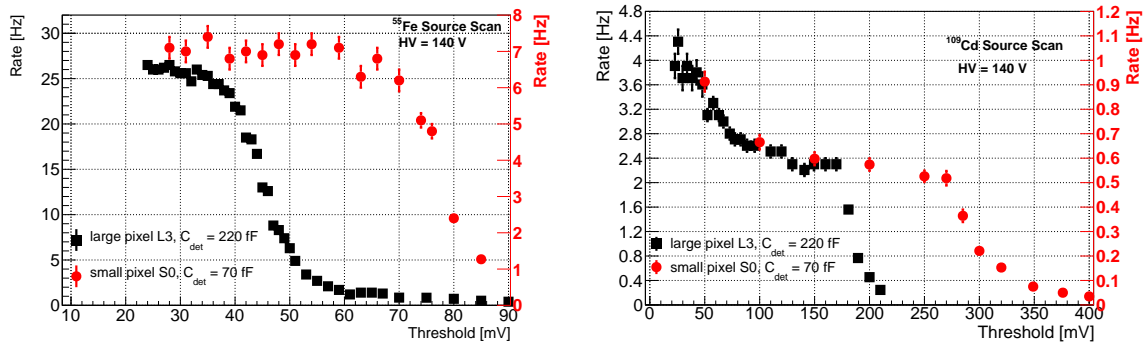 ⁵⁵Fe Source Scan
HV = 140 V
Rate [Hz]
30
25
20
15
10
5
0
10 20 30 40 50 60 70 80 90
Threshold [mV]
8
7
6
5
4
3
2
1
0
Rate [Hz]
large pixel L3, C_det = 220 fF
small pixel S0, C_det = 70 fF
¹⁰⁹Cd Source Scan
HV = 140 V
Rate [Hz]
4.8
4.4
4
3.6
3.2
2.8
2.4
2
1.6
1.2
0.8
0.4
0 50 100 150 200 250 300 350 400
Threshold [mV]
1.2
1.1
1
0.9
0.8
0.7
0.6
0.5
0.4
0.3
0.2
0.1
0
Rate [Hz]
large pixel L3, C_det = 220 fF
small pixel S0, C_det = 70 fF